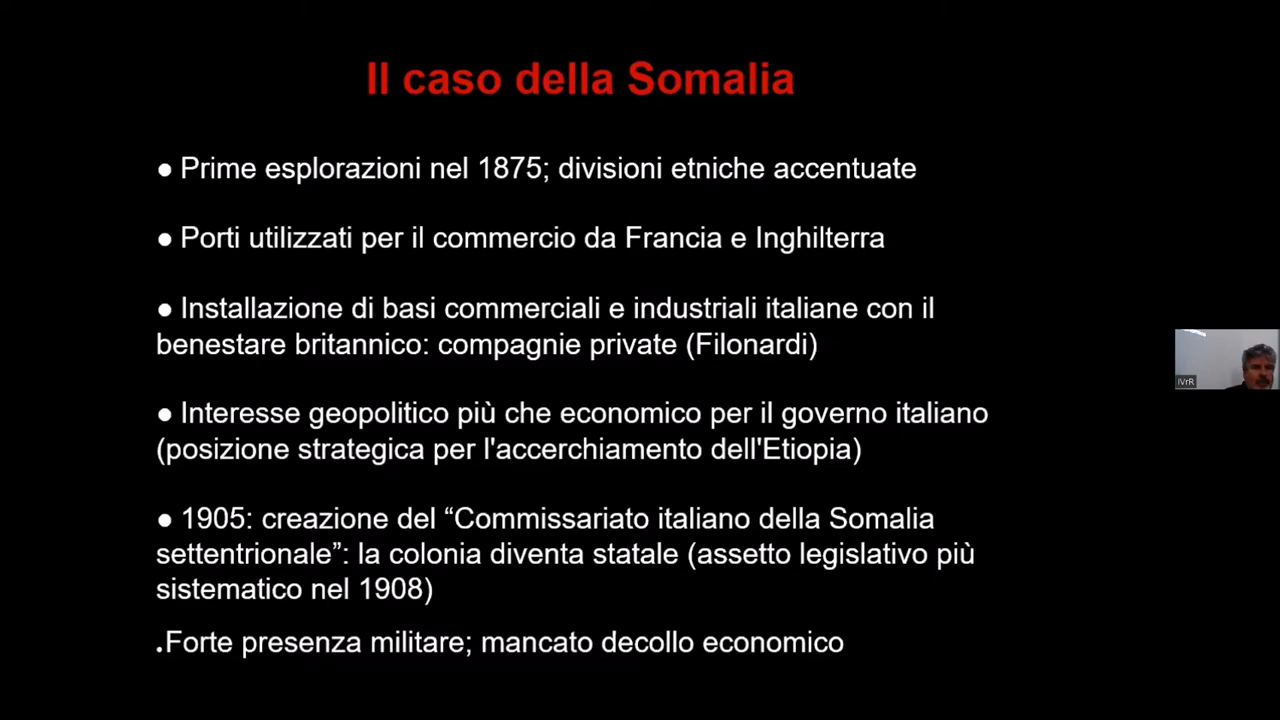 Il caso della Somalia
● Prime esplorazioni nel 1875; divisioni etniche accentuate
● Porti utilizzati per il commercio da Francia e Inghilterra
● Installazione di basi commerciali e industriali italiane con il
benestare britannico: compagnie private (Filonardi)
● Interesse geopolitico più che economico per il governo italiano
(posizione strategica per l'accerchiamento dell'Etiopia)
● 1905: creazione del “Commissariato italiano della Somalia
settentrionale”: la colonia diventa statale (assetto legislativo più
sistematico nel 1908)
.Forte presenza militare; mancato decollo economico
IVrR